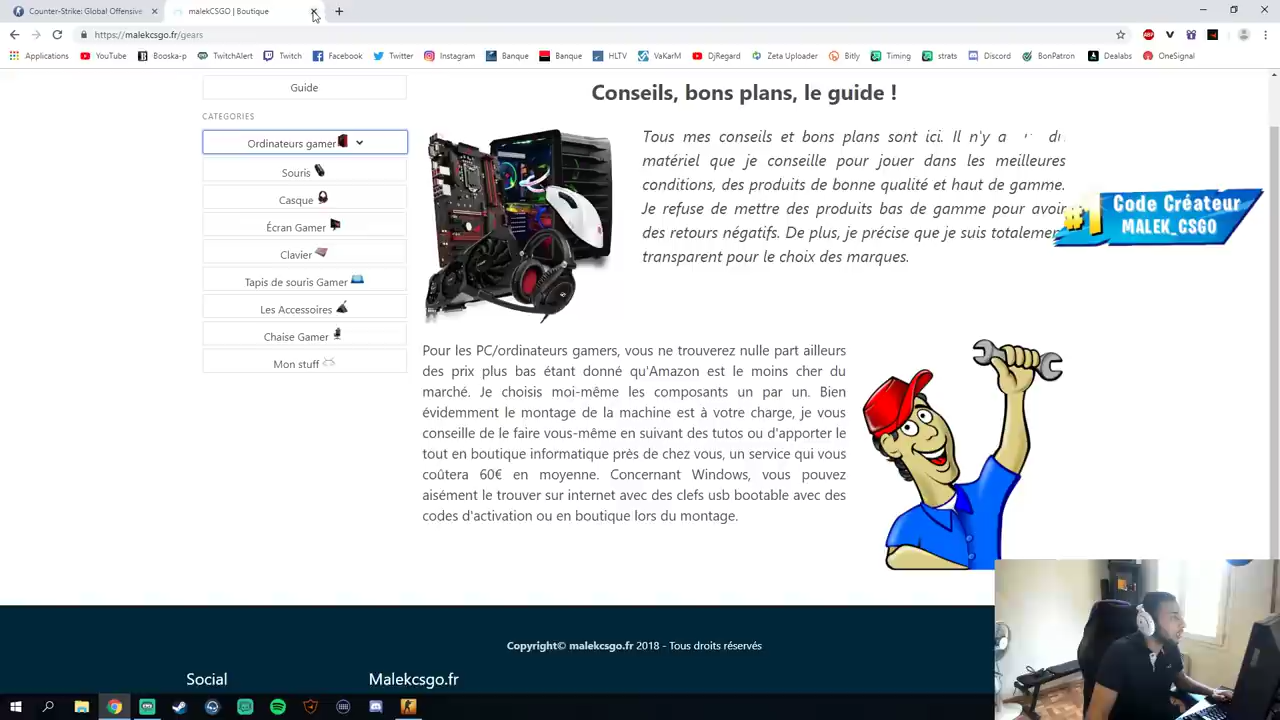 Counter-Strike: Global Offensive
malekCSGO | Boutique
https://malekcsgo.fr/gears
Applications
YouTube
Booska-p
TwitchAlert
Twitch
Facebook
Twitter
Instagram
Banque
Banque
HLTV
VaKarM
DjRegard
Zeta Uploader
Bitly
Timing
strats
Discord
BonPatron
Dealabs
OneSignal
Guide
CATEGORIES
Ordinateurs gamer
Souris
Casque
Écran Gamer
Clavier
Tapis de souris Gamer
Les Accessoires
Chaise Gamer
Mon stuff
Conseils, bons plans, le guide !
Tous mes conseils et bons plans sont ici. Il n'y a
matériel que je conseille pour jouer dans les meilleures
conditions, des produits de bonne qualité et haut de gamme.
Je refuse de mettre des produits bas de gamme pour avoir
des retours négatifs. De plus, je précise que je suis totalement
transparent pour le choix des marques.
#1 Code Créateur
MALEK_CSGO
Pour les PC/ordinateurs gamers, vous ne trouverez nulle part ailleurs
des prix plus bas étant donné qu'Amazon est le moins cher du
marché. Je choisis moi-même les composants un par un. Bien
évidemment le montage de la machine est à votre charge, je vous
conseille de le faire vous-même en suivant des tutos ou d'apporter le
tout en boutique informatique près de chez vous, un service qui vous
coûtera 60€ en moyenne. Concernant Windows, vous pouvez
aisément le trouver sur internet avec des clefs usb bootable avec des
codes d'activation ou en boutique lors du montage.
Copyright© malekcsgo.fr 2018 - Tous droits réservés
Social
Malekcsgo.fr